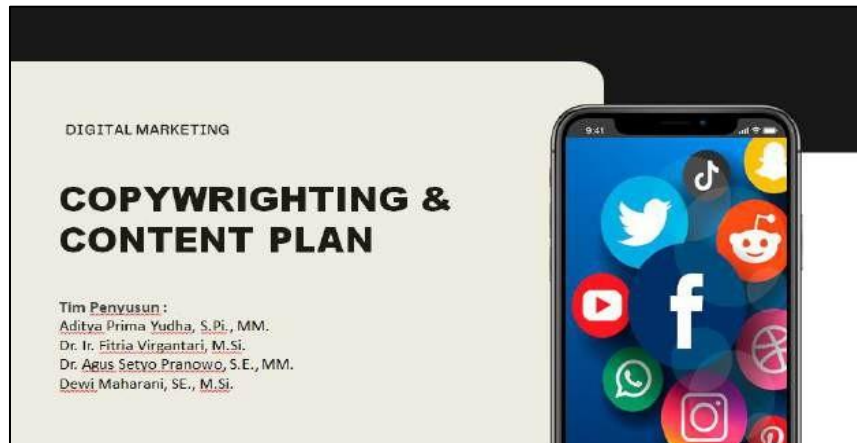 DIGITAL MARKETING
COPYWRIGHTING &
CONTENT PLAN
Tim Penyusun :
Aditya Prima Yudha, S.Pi., MM.
Dr. Ir. Fitria Virgantari, M.Si.
Dr. Agus Setyo Pranowo, S.E., MM.
Dewi Maharani, SE., M.Si.
9:41